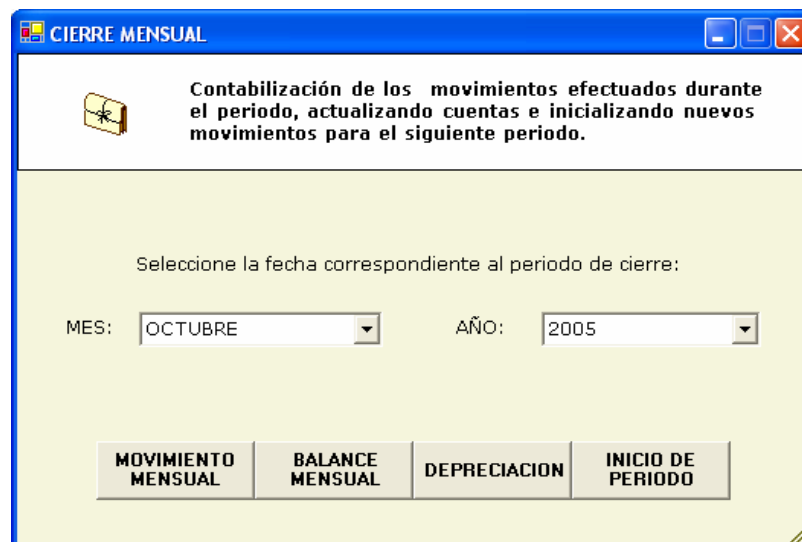 CIERRE MENSUAL
Contabilización de los movimientos efectuados durante
el periodo, actualizando cuentas e inicializando nuevos
movimientos para el siguiente periodo.
Seleccione la fecha correspondiente al periodo de cierre:
MES: OCTUBRE AÑO: 2005
MOVIMIENTO BALANCE DEPRECIACION INICIO DE
MENSUAL MENSUAL PERIODO